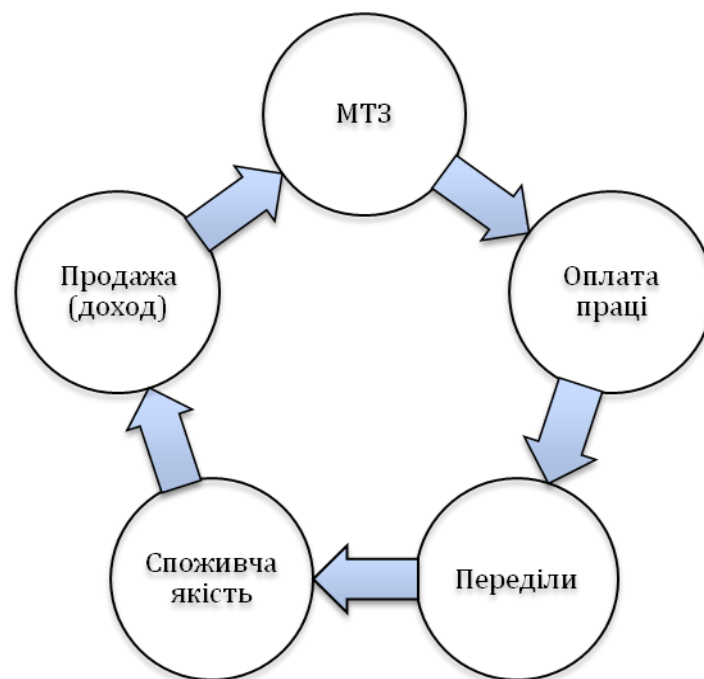 МТЗ
Оплата
праці
Переділи
Споживча
якість
Продажа
(доход)